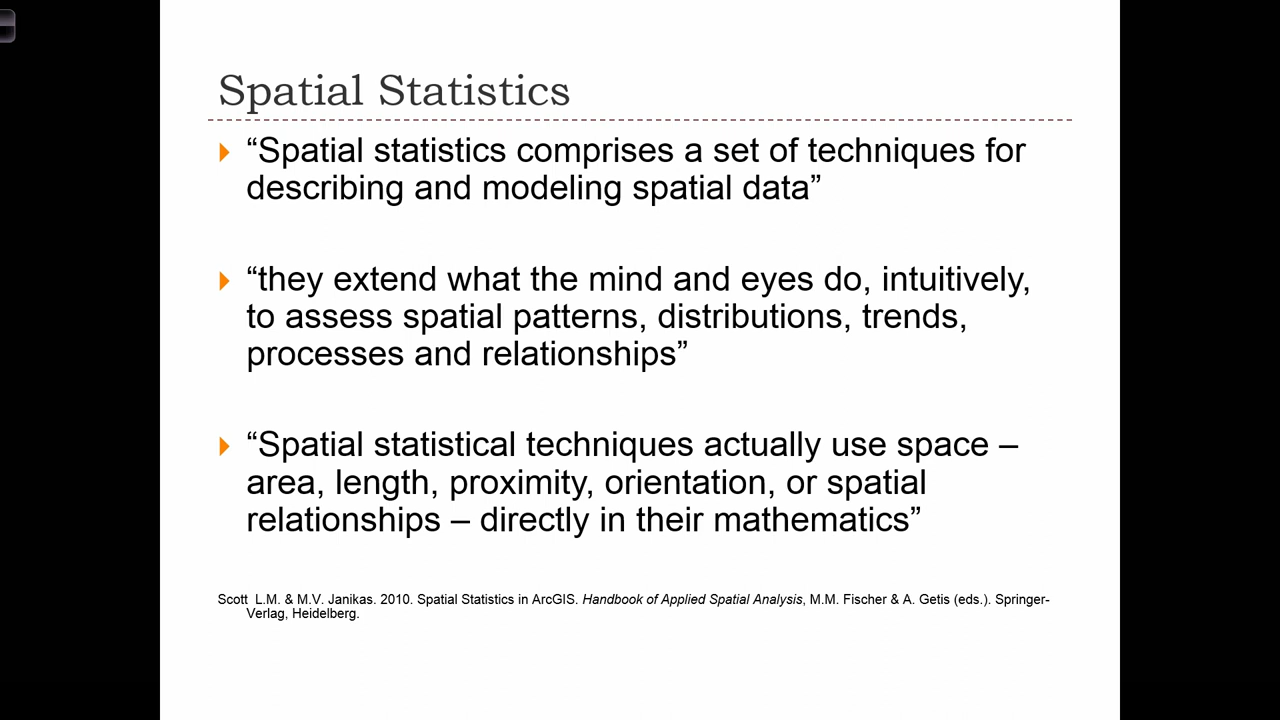 Spatial Statistics
“Spatial statistics comprises a set of techniques for
describing and modeling spatial data”
“they extend what the mind and eyes do, intuitively,
to assess spatial patterns, distributions, trends,
processes and relationships”
“Spatial statistical techniques actually use space –
area, length, proximity, orientation, or spatial
relationships – directly in their mathematics”
Scott L.M. & M.V. Janikas. 2010. Spatial Statistics in ArcGIS. Handbook of Applied Spatial Analysis, M.M. Fischer & A. Getis (eds.). Springer-
Verlag, Heidelberg.